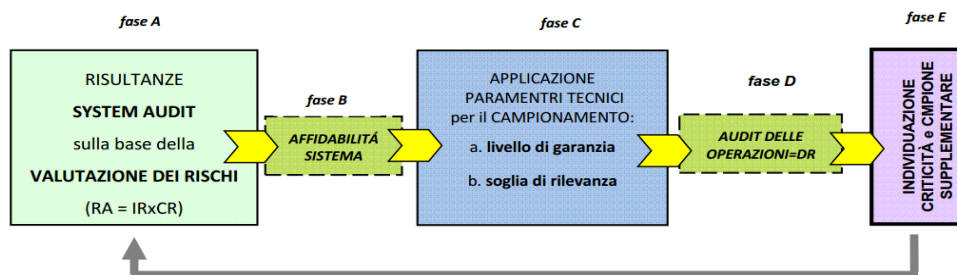 fase A
RISULTANZE
SYSTEM AUDIT
sulla base della
VALUTAZIONE DEI RISCHI
(RA = IRxCR)
fase B
AFFIDABILITÁ
SISTEMA
fase C
APPLICAZIONE
PARAMENTRI TECNICI
per il CAMPIONAMENTO:
a. livello di garanzia
b. soglia di rilevanza
fase D
AUDIT DELLE
OPERAZIONI=DR
fase E
INDIVIDUAZIONE
CRITICITÀ e CMPIONE
SUPPLEMENTARE